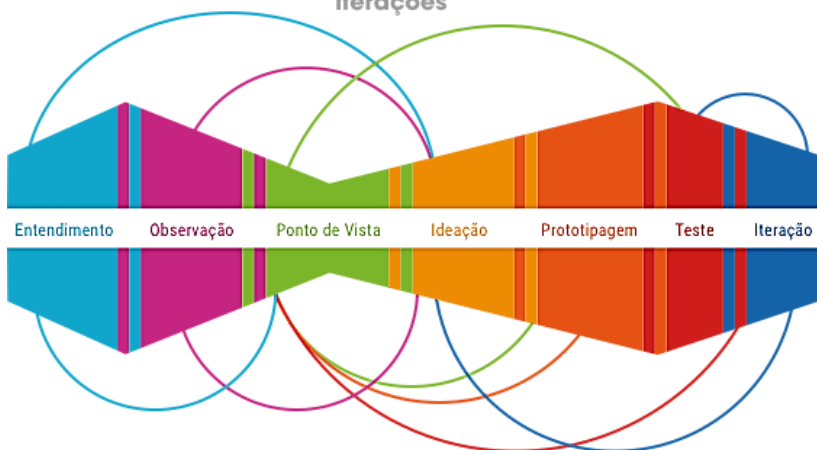 Iterações
Entendimento
Observação
Ponto de Vista
Ideação
Prototipagem
Teste
Iteração